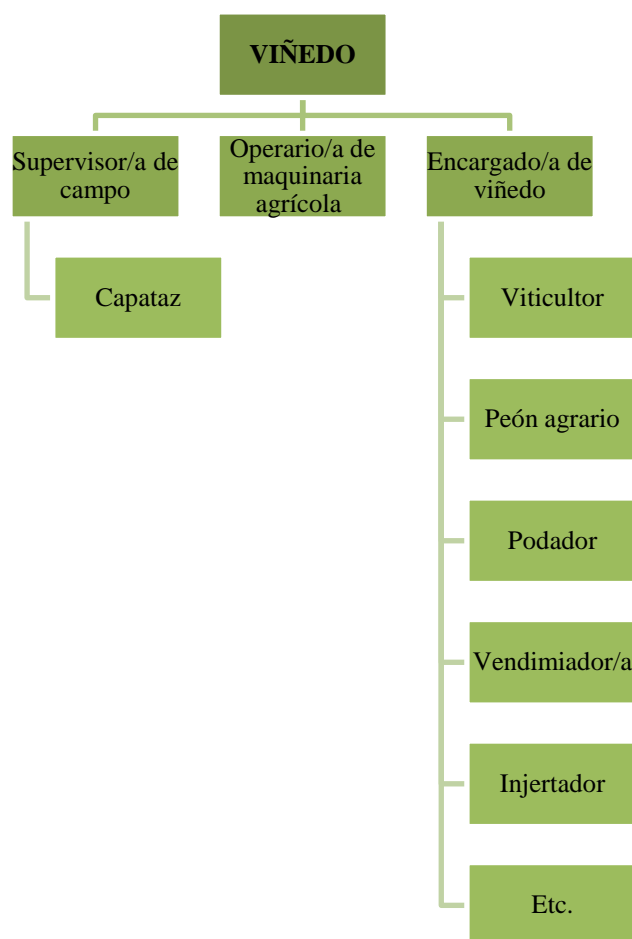 VIÑEDO
Supervisor/a de
campo
Operario/a de
maquinaria
agrícola
Encargado/a de
viñedo
Capataz
Viticultor
Peón agrario
Podador
Vendimiador/a
Injertador
Etc.